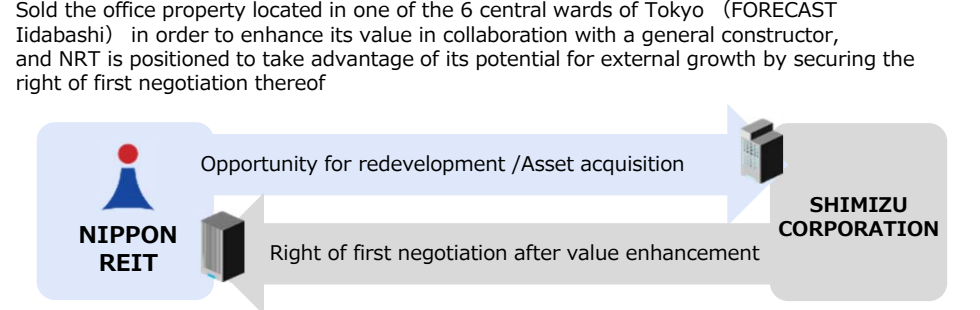 Sold the office property located in one of the 6 central wards of Tokyo （FORECAST
Iidabashi） in order to enhance its value in collaboration with a general constructor,
and NRT is positioned to take advantage of its potential for external growth by securing the
right of first negotiation thereof
Opportunity for redevelopment /Asset acquisition
NIPPON
REIT
SHIMIZU
CORPORATION
Right of first negotiation after value enhancement